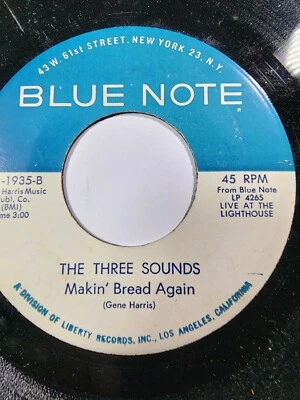 43 W. 61st STREET, NEW YORK 23, N.Y.
BLUE NOTE
-1935-B
Harris Music
Publ. Co.
(BMI)
me 3:00
45 RPM
From Blue Note
LP 4265
LIVE AT THE
LIGHTHOUSE
THE THREE SOUNDS
Makin' Bread Again
(Gene Harris)
A DIVISION OF LIBERTY RECORDS, INC., LOS ANGELES, CALIFORNIA